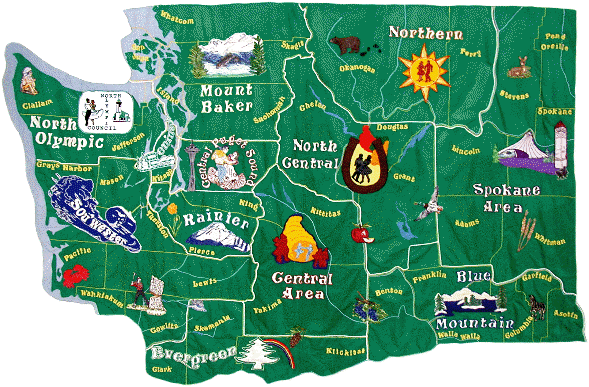 Whatcom
San Juan
Skagit
Island
Mount
Baker
Snohomish
Okanogan
Northern
Ferry
Pend
Oreille
Stevens
Clallam
NORTH
COUNCIL
North
Olympic
Jefferson
Kitsap
Central Puget Sound
Chelan
Douglas
North
Central
Grant
Lincoln
Spokane
Spokane
Area
Adams
Whitman
Grays Harbor
Mason
Sou'Wester
Thurston
King
Rainier
Pierce
Kittitas
Central
Area
Yakima
Pacific
Wahkiakum
Lewis
Cowlitz
Skamania
Evergreen
Clark
Klickitat
Benton
Franklin
Blue
Mountain
Walla Walla
Columbia
Garfield
Asotin